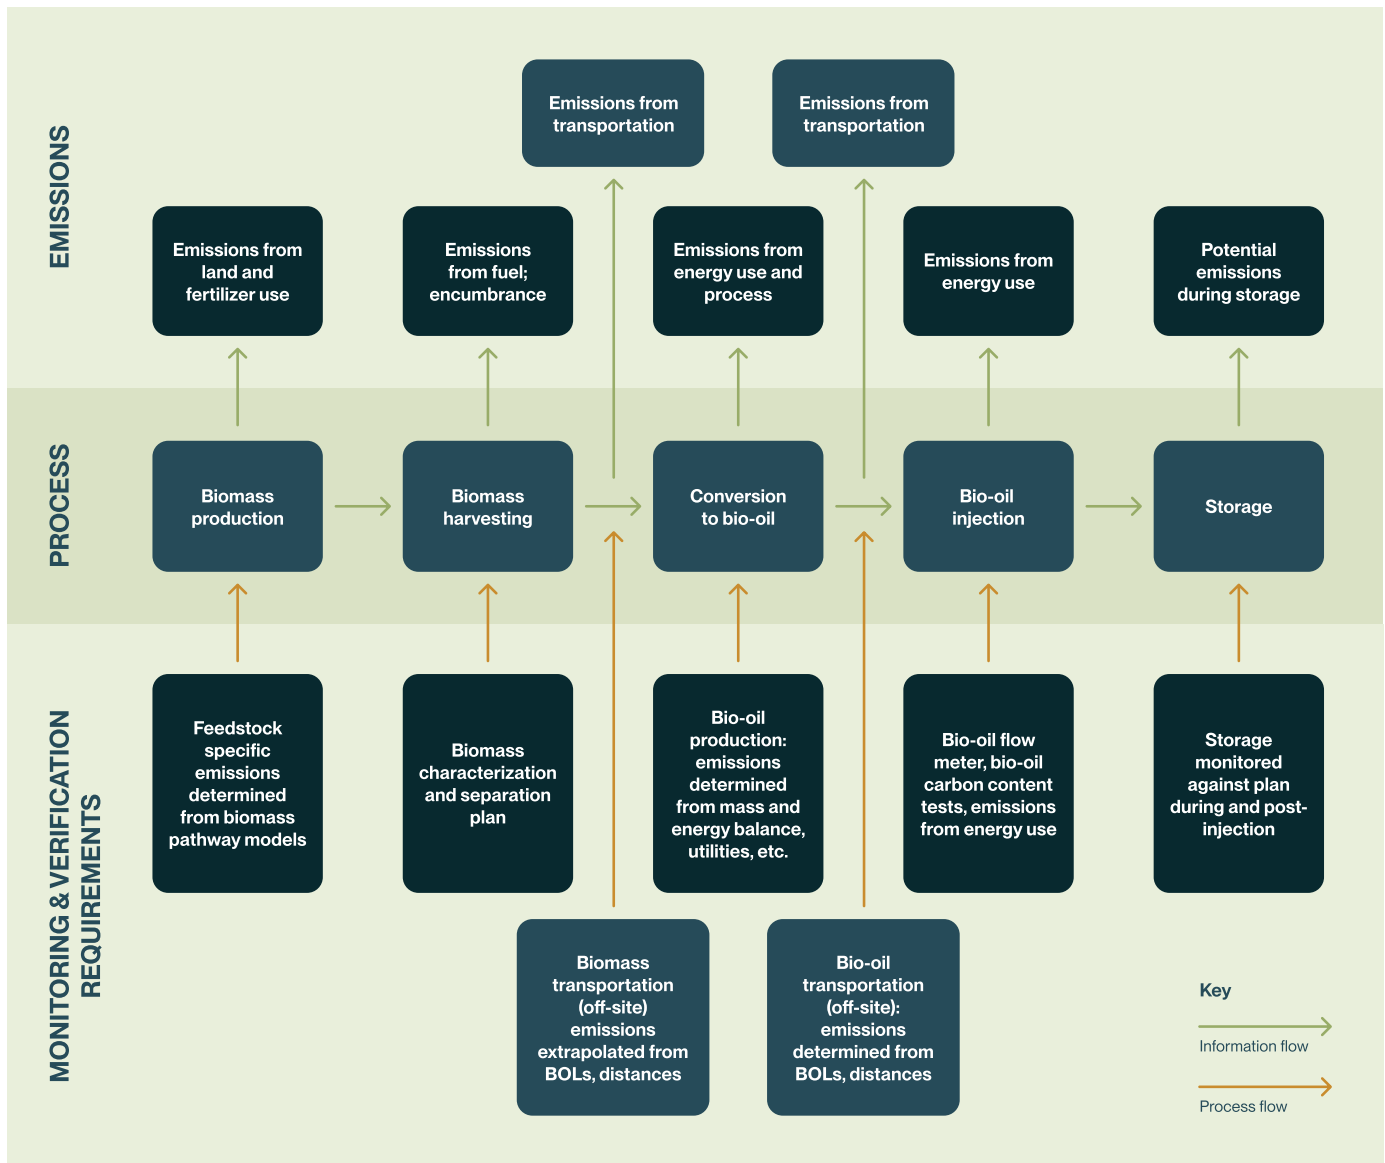 EMISSIONS
Emissions from
transportation
Emissions from
transportation
Emissions from
land and
fertilizer use
Emissions
from fuel;
encumbrance
Emissions from
energy use and
process
Emissions from
energy use
Potential
emissions
during storage
PROCESS
Biomass
production
Biomass
harvesting
Conversion
to bio-oil
Bio-oil
injection
Storage
MONITORING & VERIFICATION
REQUIREMENTS
Feedstock
specific
emissions
determined
from biomass
pathway models
Biomass
characterization
and separation
plan
Bio-oil
production:
emissions
determined
from mass and
energy balance,
utilities, etc.
Bio-oil flow
meter, bio-oil
carbon content
tests, emissions
from energy use
Storage
monitored
against plan
during and post-
injection
Biomass
transportation
(off-site)
emissions
extrapolated from
BOLs, distances
Bio-oil
transportation
(off-site):
emissions
determined from
BOLs, distances
Key
Information flow
Process flow